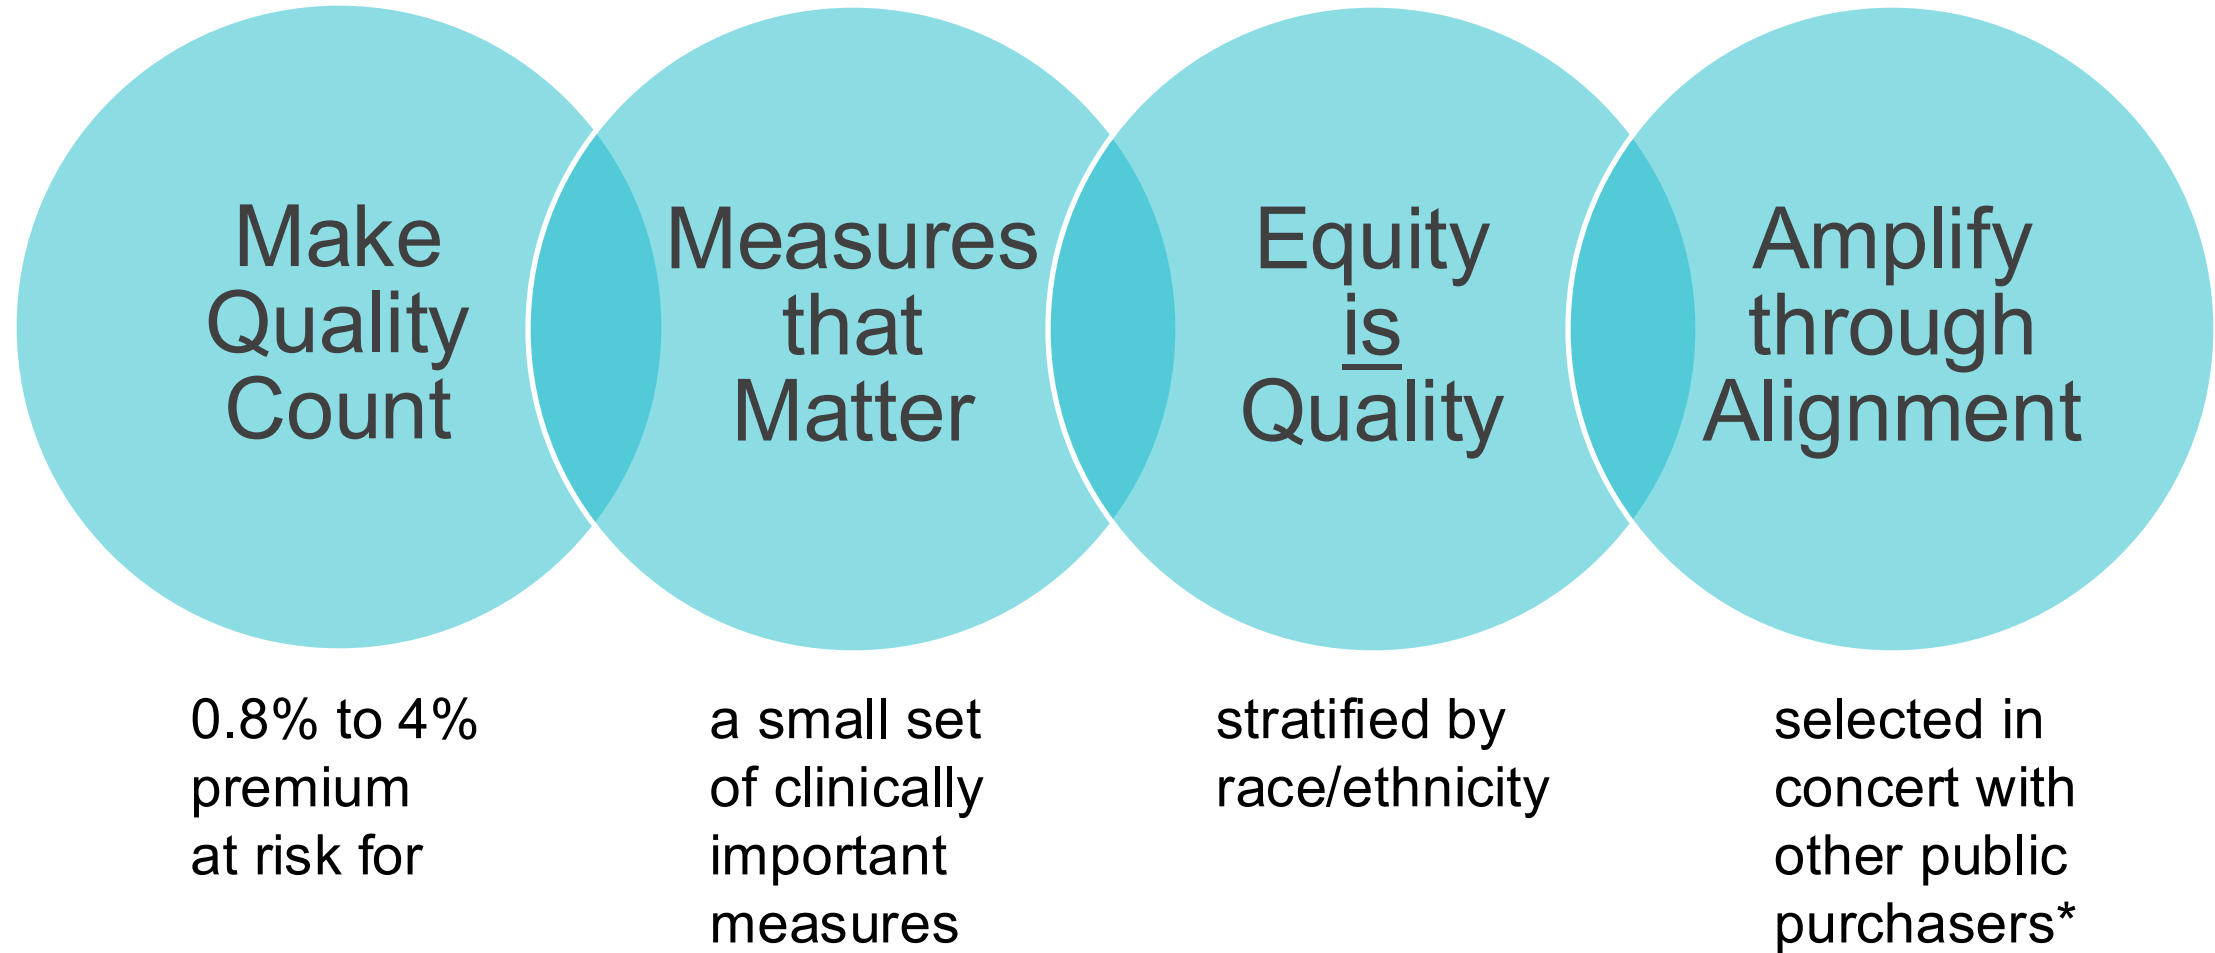 Make
Quality
Count
Measures
that
Matter
Equity
is
Quality
Amplify
through
Alignment
0.8% to 4%
premium
at risk for
a small set
of clinically
important
measures
stratified by
race/ethnicity
selected in
concert with
other public
purchasers*